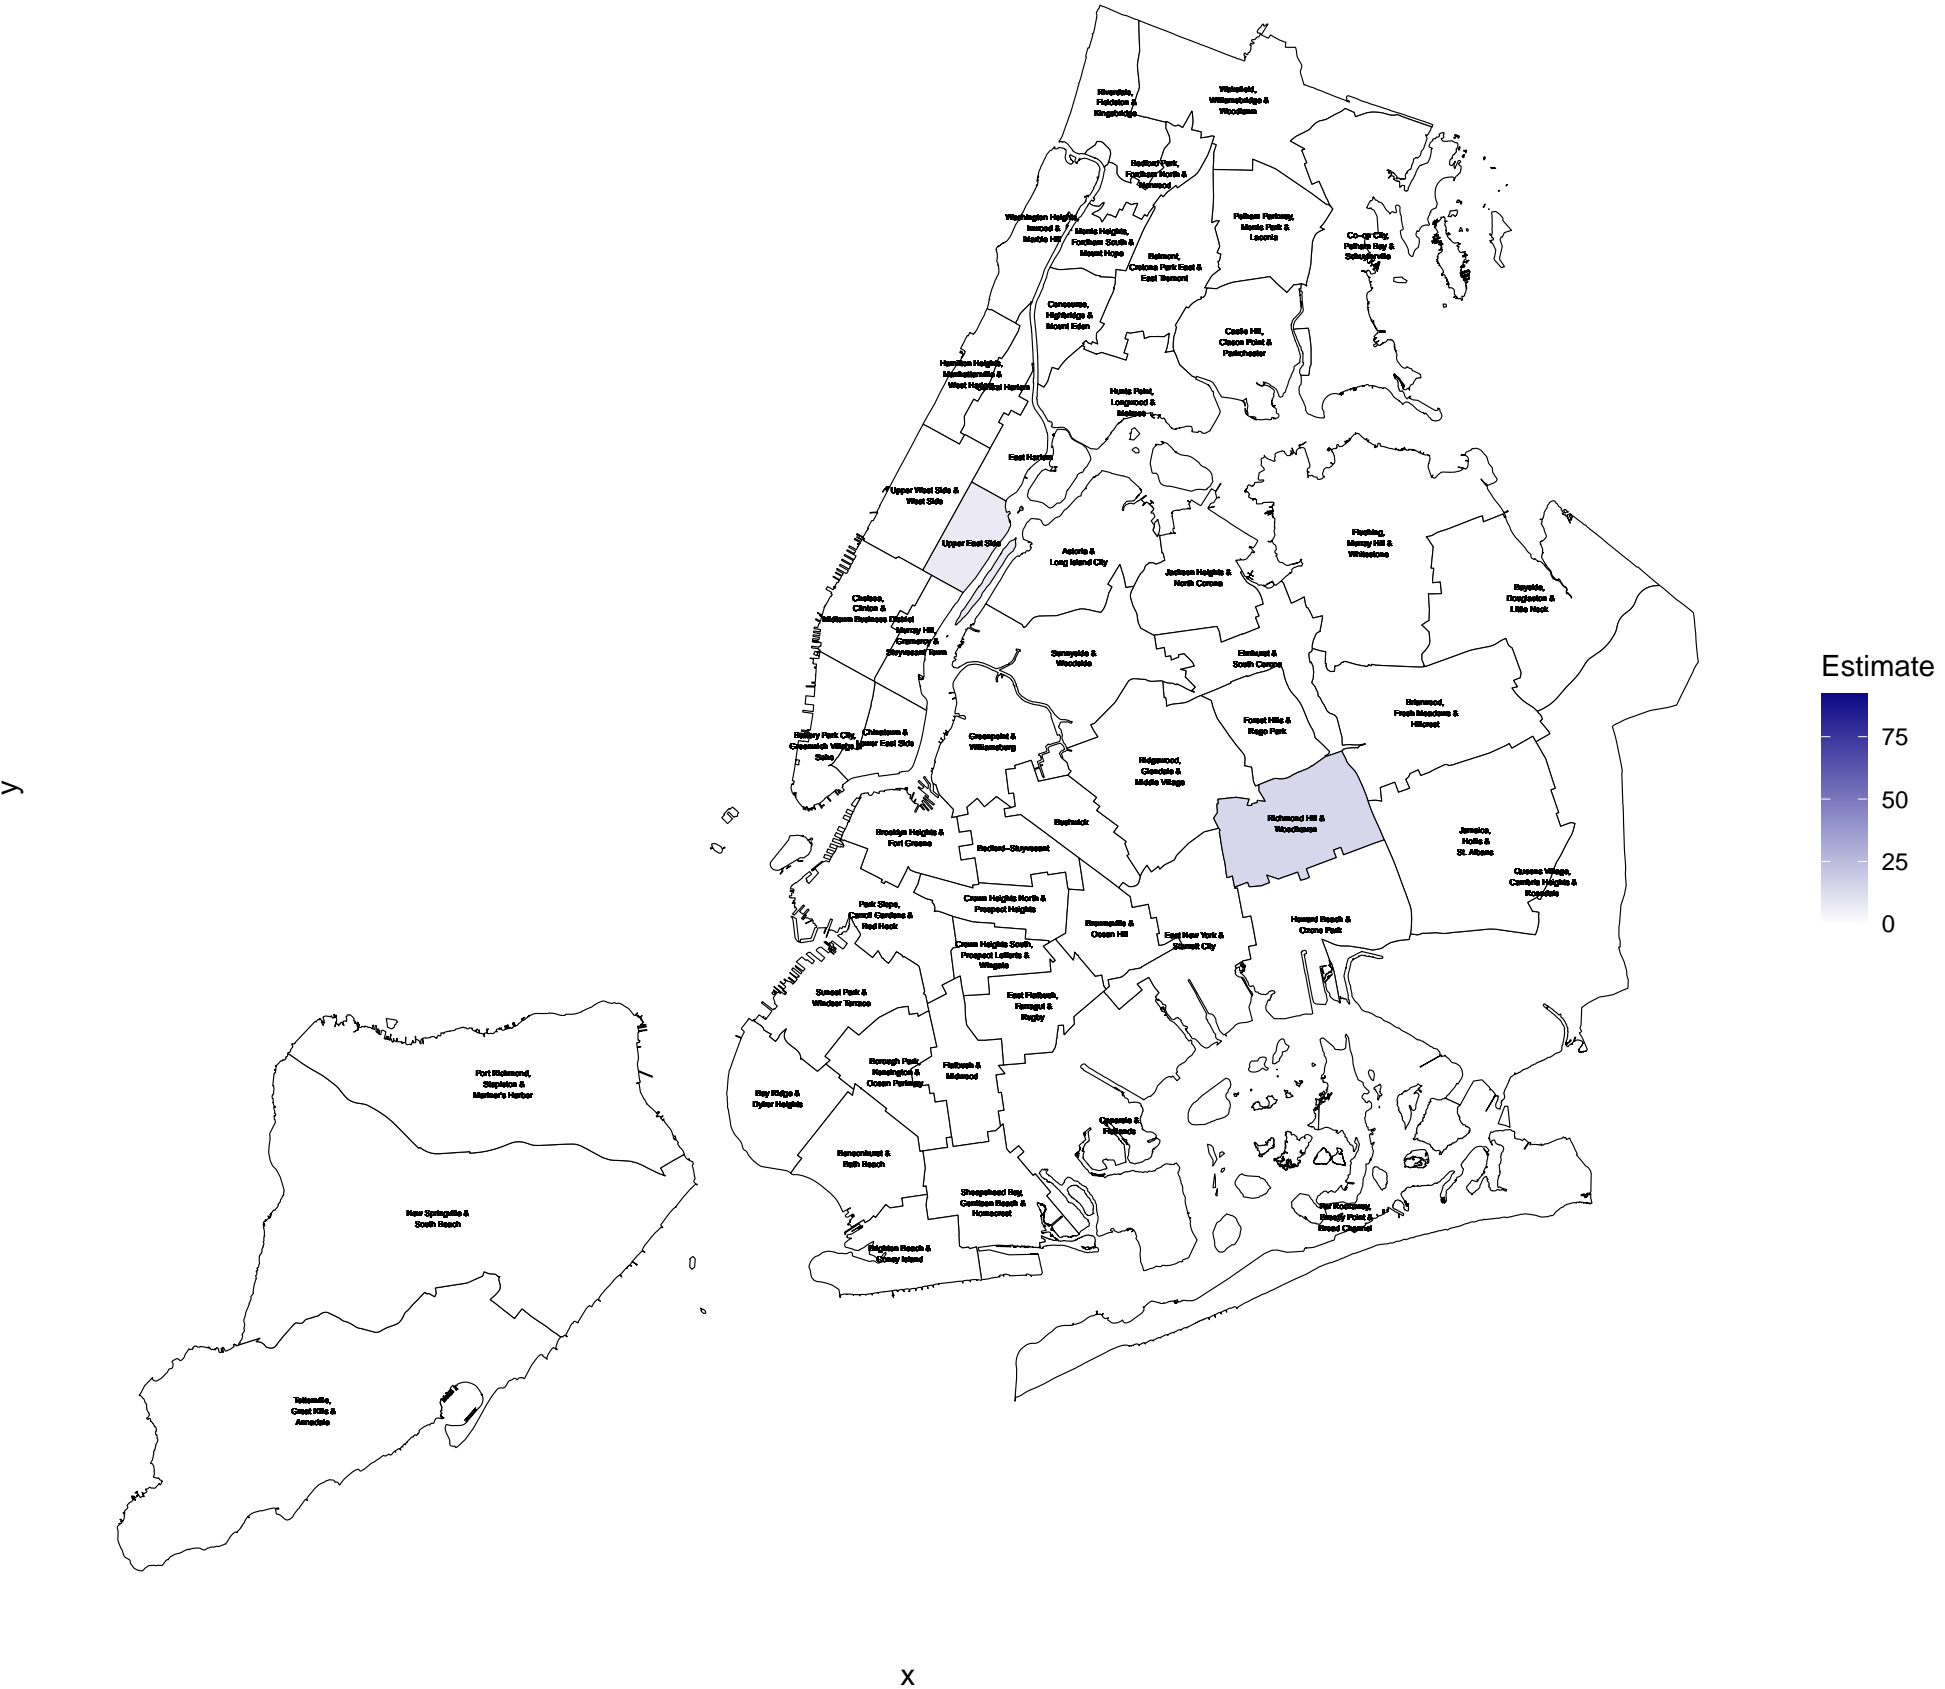 Riverdale,
Fieldston &
Kingsbridge
Wakefield,
Williamsbridge &
Woodlawn
Bedford Park,
Fordham North &
Norwood
Washington Heights,
Inwood &
Marble Hill
Morris Heights,
Fordham South &
Mount Hope
Pelham Parkway,
Morris Park &
Laconia
Co-op City,
Pelham Bay &
Schuylerville
Belmont,
Crotona Park East &
East Tremont
Concourse,
Highbridge &
Mount Eden
Castle Hill,
Clason Point &
Parkchester
Hamilton Heights,
Manhattanville &
West Harlem
Central Harlem
Hunts Point,
Longwood &
Melrose
East Harlem
Upper West Side &
West Side
Upper East Side
Astoria &
Long Island City
Jackson Heights &
North Corona
Flushing,
Murray Hill &
Whitestone
Bayside,
Douglaston &
Little Neck
Chelsea,
Clinton &
Midtown Business District
Murray Hill,
Gramercy &
Stuyvesant Town
Sunnyside &
Woodside
Elmhurst &
South Corona
Estimate
Briarwood,
Fresh Meadows &
Hillcrest
Forest Hills &
Rego Park
Battery Park City,
Greenwich Village &
Soho
Chinatown &
Lower East Side
Greenpoint &
Williamsburg
75
Ridgewood,
Glendale &
Middle Village
50
y
Richmond Hill &
Woodhaven
Bushwick
Brooklyn Heights &
Fort Greene
Bedford-Stuyvesant
Jamaica,
Hollis &
St. Albans
25
Queens Village,
Cambria Heights &
Rosedale
0
Park Slope,
Carroll Gardens &
Red Hook
Crown Heights North &
Prospect Heights
Brownsville &
Ocean Hill
East New York &
Starrett City
Howard Beach &
Ozone Park
Crown Heights South,
Prospect Lefferts &
Wingate
Sunset Park &
Windsor Terrace
East Flatbush,
Farragut &
Rugby
Borough Park,
Kensington &
Ocean Parkway
Flatbush &
Midwood
Port Richmond,
Stapleton &
Mariner's Harbor
Bay Ridge &
Dyker Heights
Canarsie &
Flatlands
Bensonhurst &
Bath Beach
Sheepshead Bay,
Gerritsen Beach &
Homecrest
New Springville &
South Beach
Far Rockaway,
Breezy Point &
Broad Channel
Brighton Beach &
Coney Island
Tottenville,
Great Kills &
Annadale
x